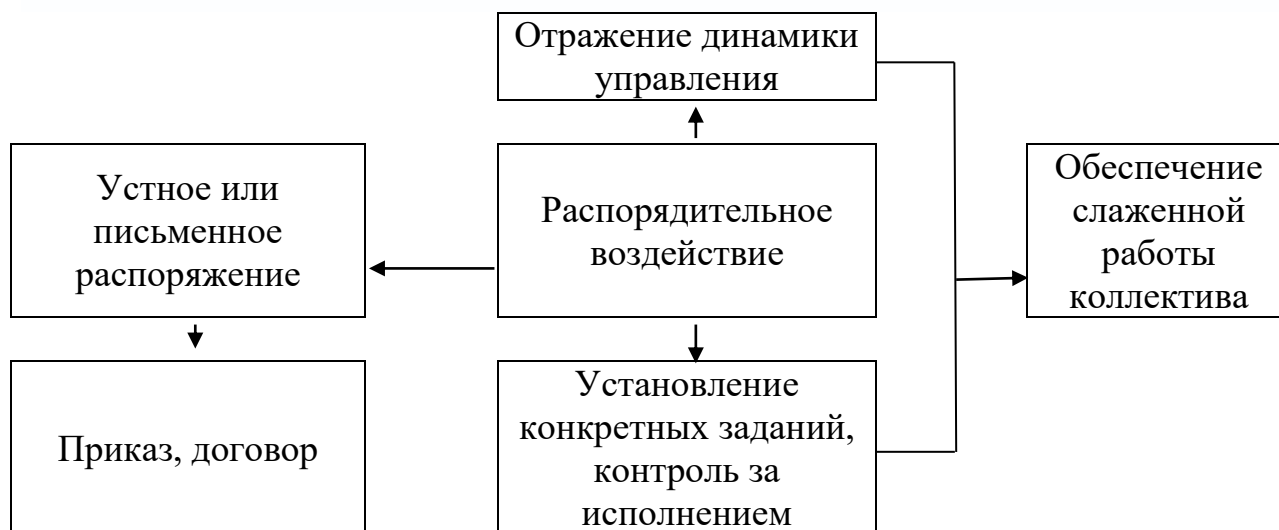 Отражение динамики
управления
Устное или
письменное
распоряжение
Распорядительное
воздействие
Обеспечение
слаженной
работы
коллектива
Приказ, договор
Установление
конкретных заданий,
контроль за
исполнением